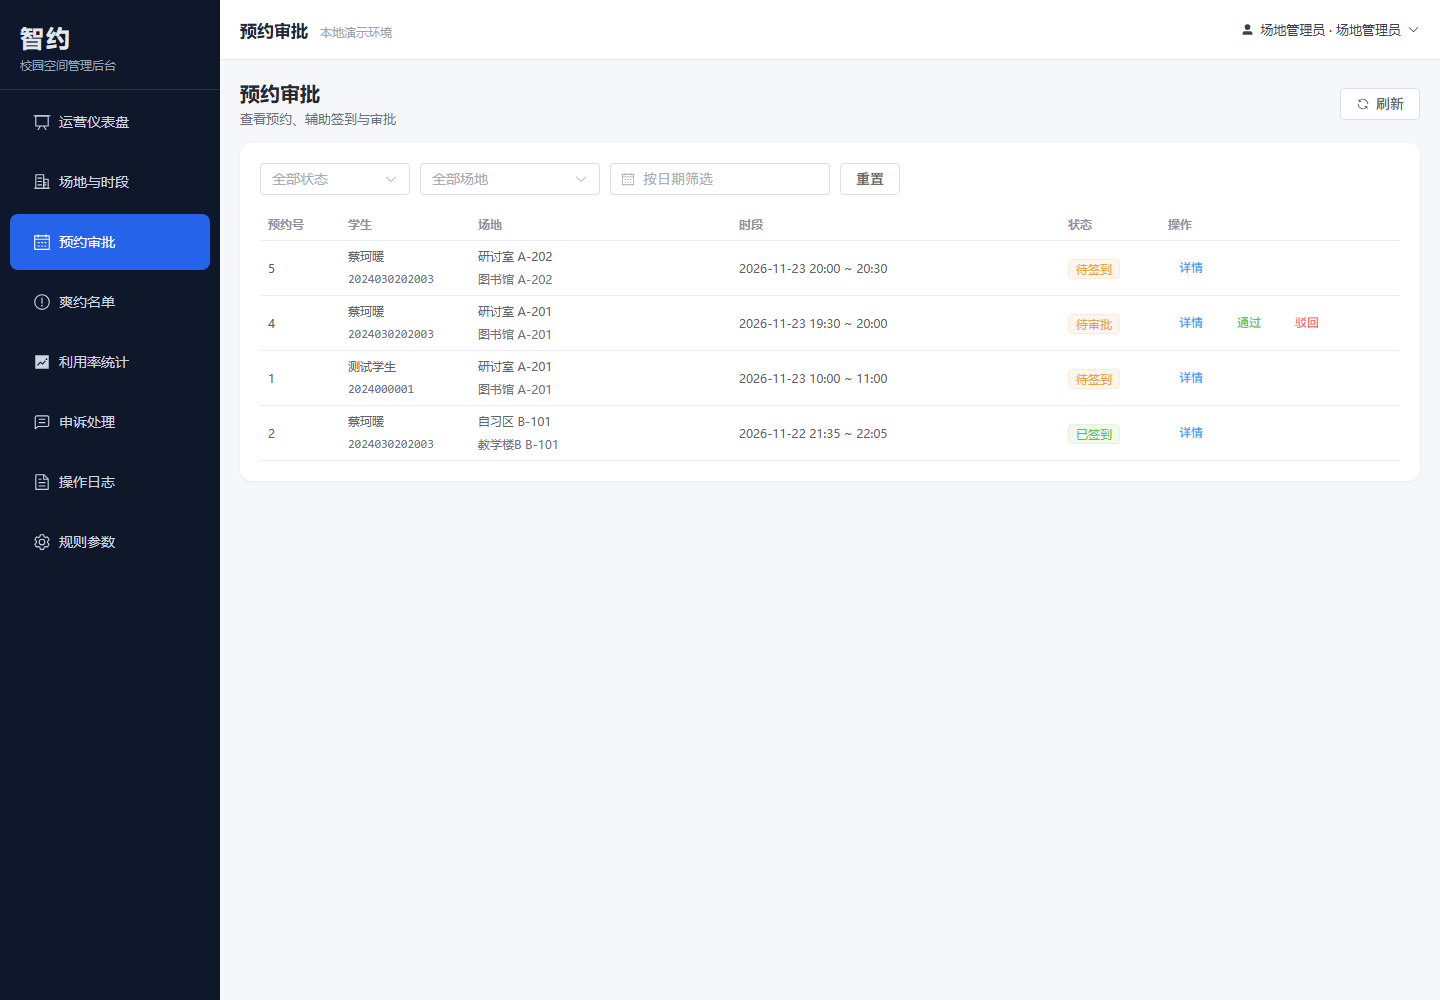 智约
校园空间管理后台
运营仪表盘
场地与时段
预约审批
爽约名单
利用率统计
申诉处理
操作日志
规则参数
预约审批 本地演示环境
场地管理员 · 场地管理员
预约审批
查看预约、辅助签到与审批
刷新
全部状态 全部场地 按日期筛选 重置
预约号 学生 场地 时段 状态 操作
5 蔡珂暖 2024030202003 研讨室 A-202 图书馆 A-202 2026-11-23 20:00 ~ 20:30 待签到 详情
4 蔡珂暖 2024030202003 研讨室 A-201 图书馆 A-201 2026-11-23 19:30 ~ 20:00 待审批 详情 通过 驳回
1 测试学生 2024000001 研讨室 A-201 图书馆 A-201 2026-11-23 10:00 ~ 11:00 待签到 详情
2 蔡珂暖 2024030202003 自习区 B-101 教学楼B B-101 2026-11-22 21:35 ~ 22:05 已签到 详情